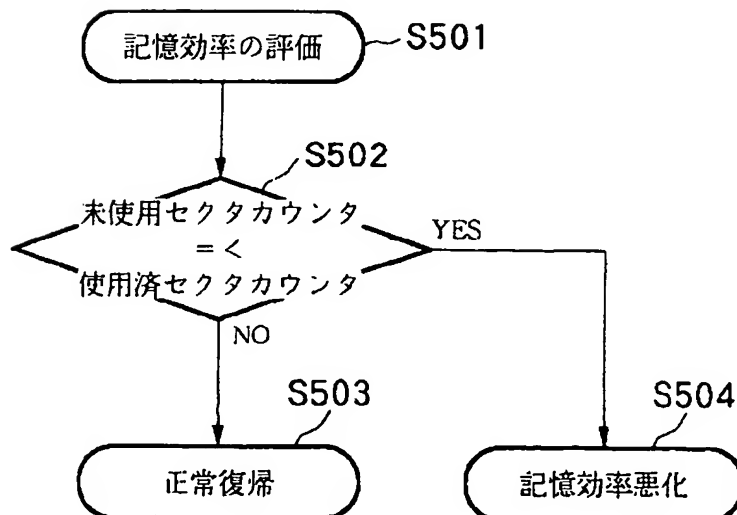 記憶効率の評価
S501
S502
未使用セクタカウンタ
=<
使用済セクタカウンタ
YES
NO
S503
正常復帰
S504
記憶効率悪化